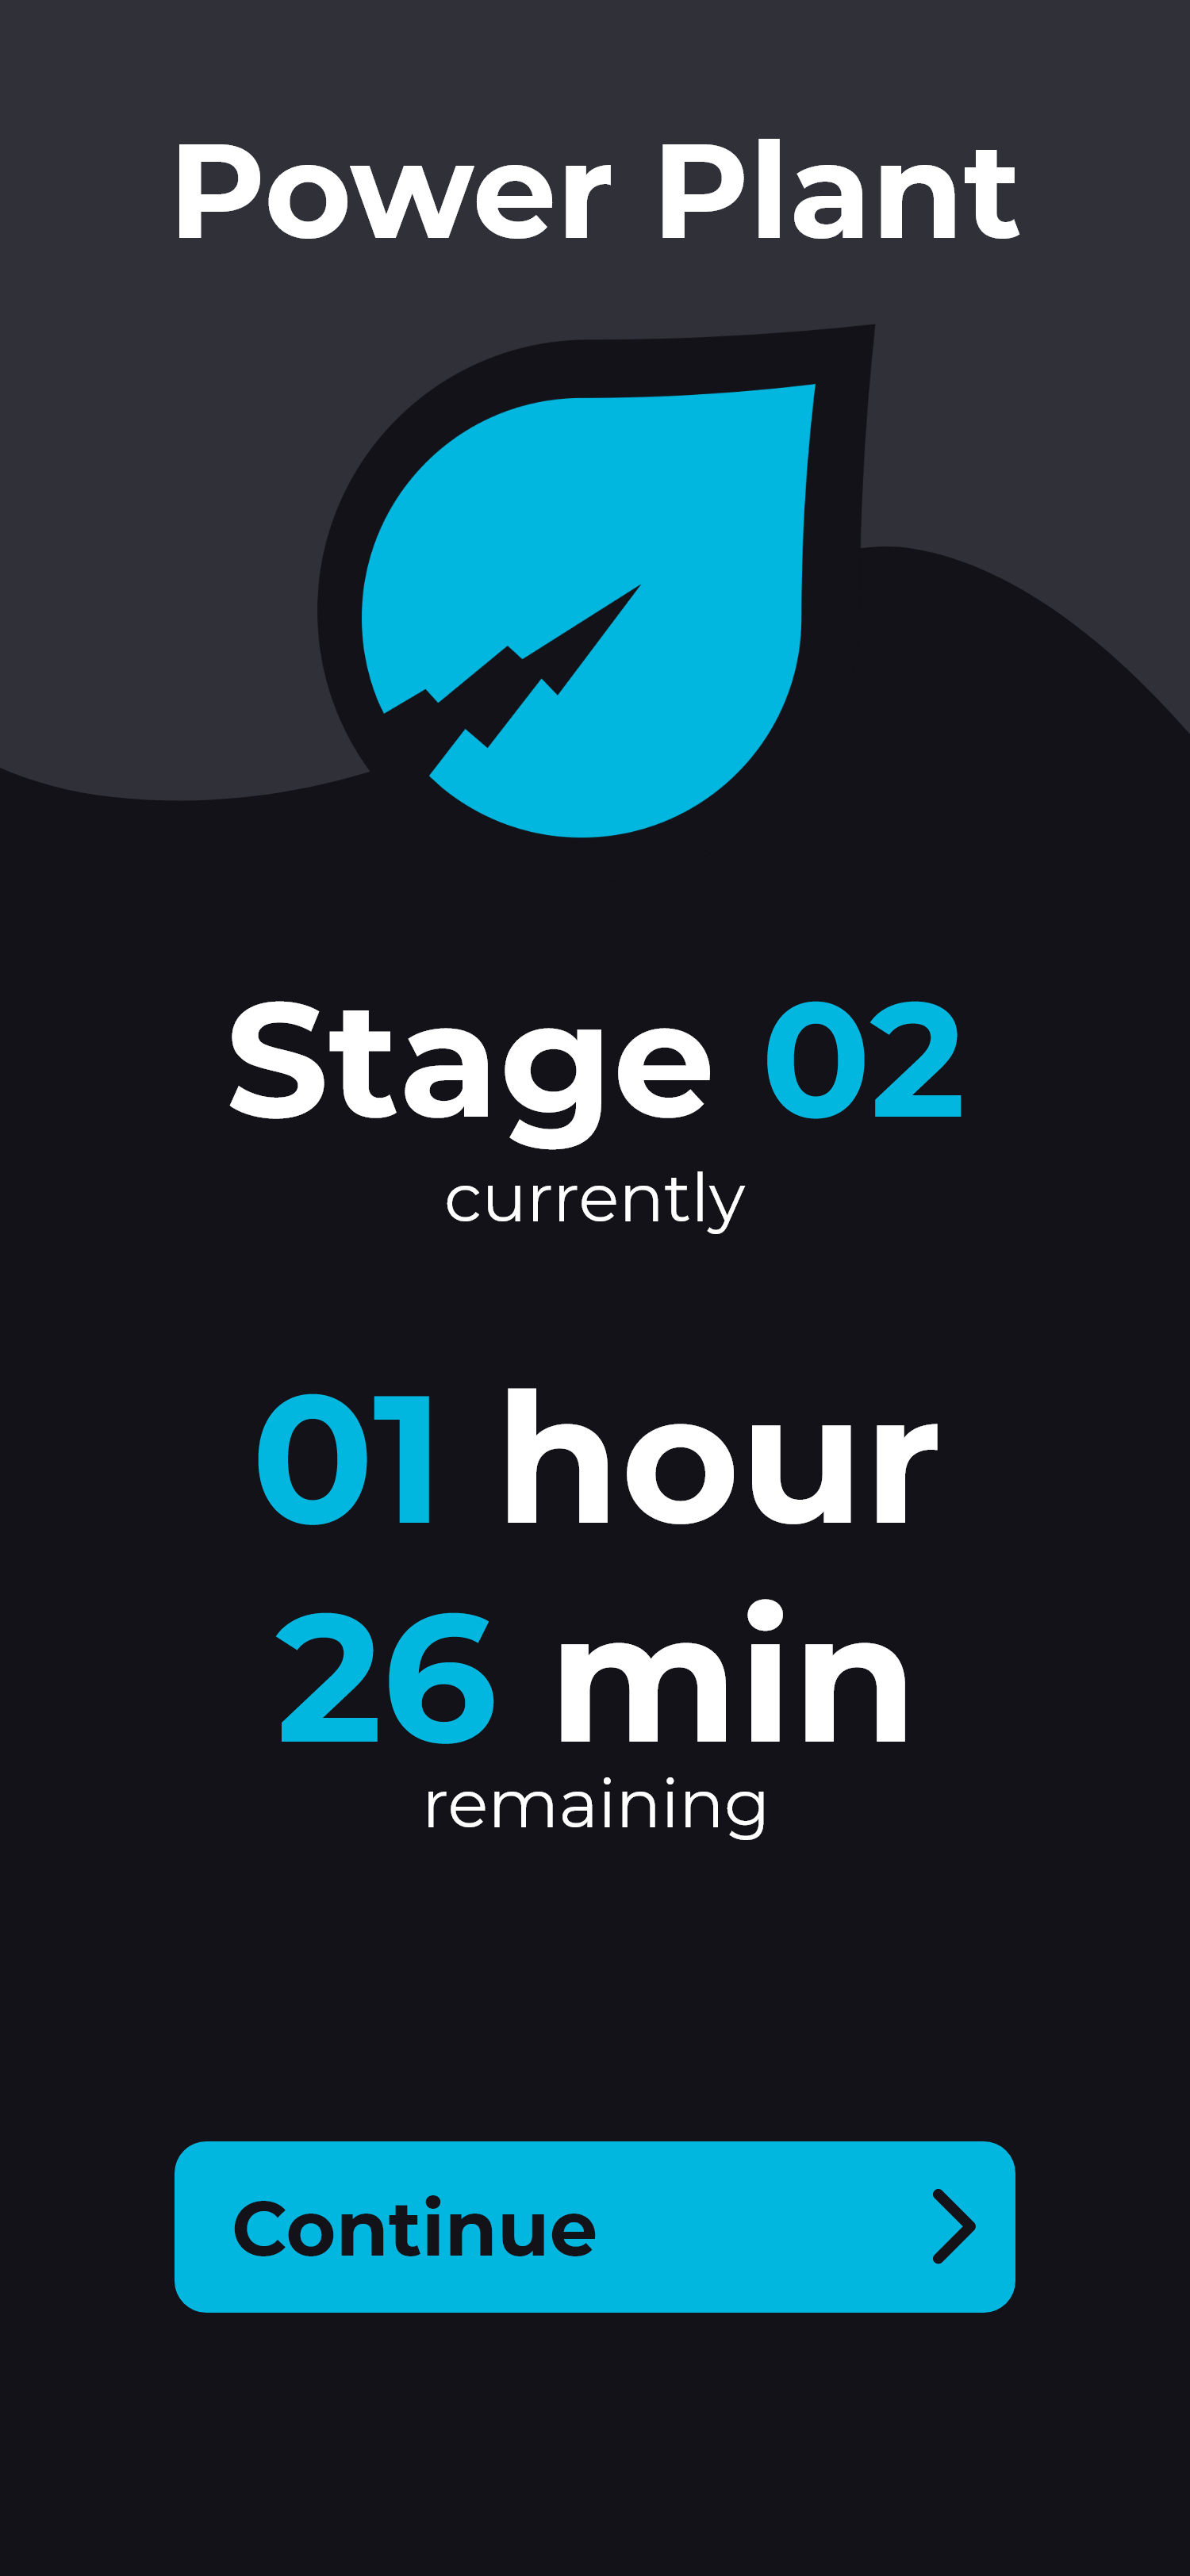 Power Plant
Stage 02
currently
01 hour
26 min
remaining
Continue